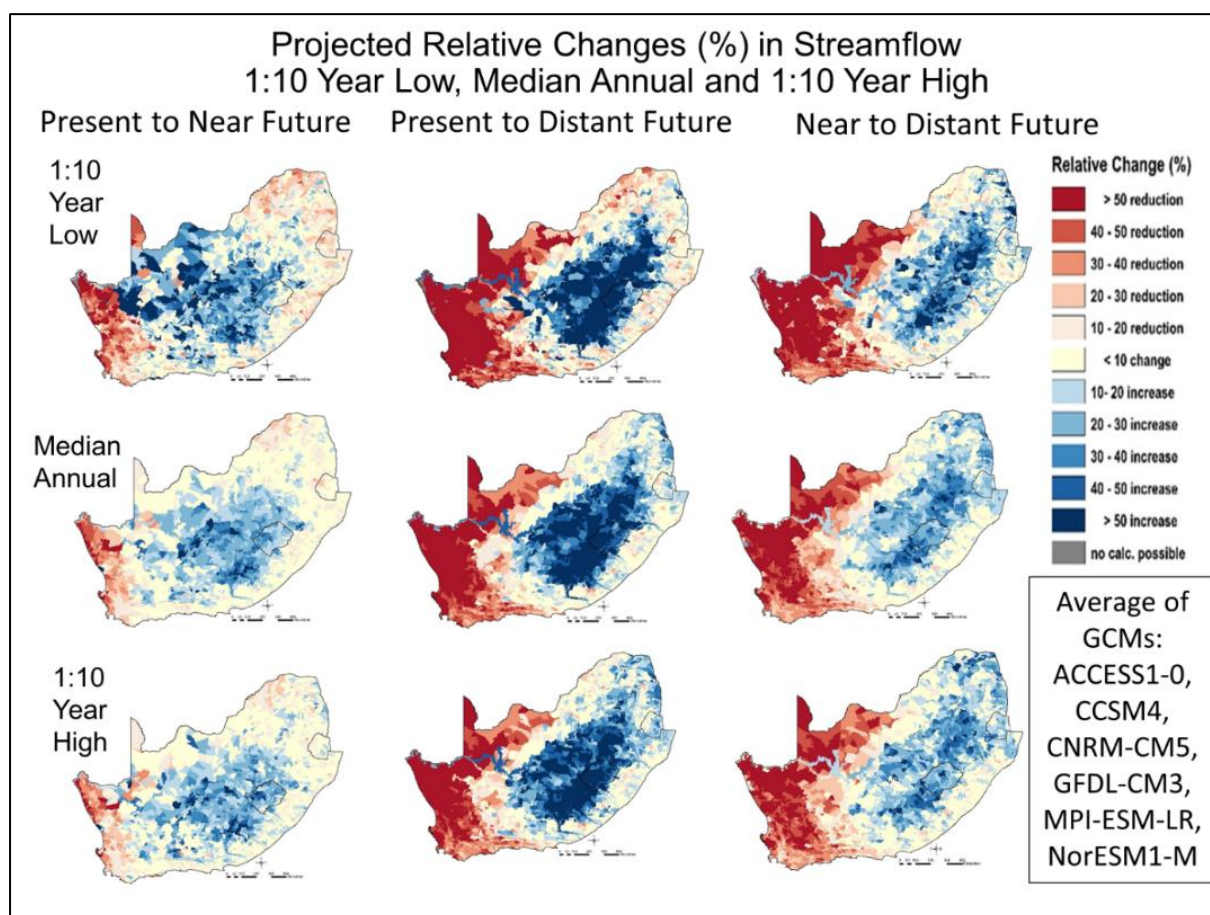 Projected Relative Changes (%) in Streamflow
1:10 Year Low, Median Annual and 1:10 Year High
Present to Near Future
Present to Distant Future
Near to Distant Future
1:10
Year
Low
Median
Annual
1:10
Year
High
Relative Change (%)
> 50 reduction
40 - 50 reduction
30 - 40 reduction
20 - 30 reduction
10 - 20 reduction
< 10 change
10- 20 increase
20 - 30 increase
30 - 40 increase
40 - 50 increase
> 50 increase
no calc. possible
Average of
GCMs:
ACCESS1-0,
CCSM4,
CNRM-CM5,
GFDL-CM3,
MPI-ESM-LR,
NorESM1-M